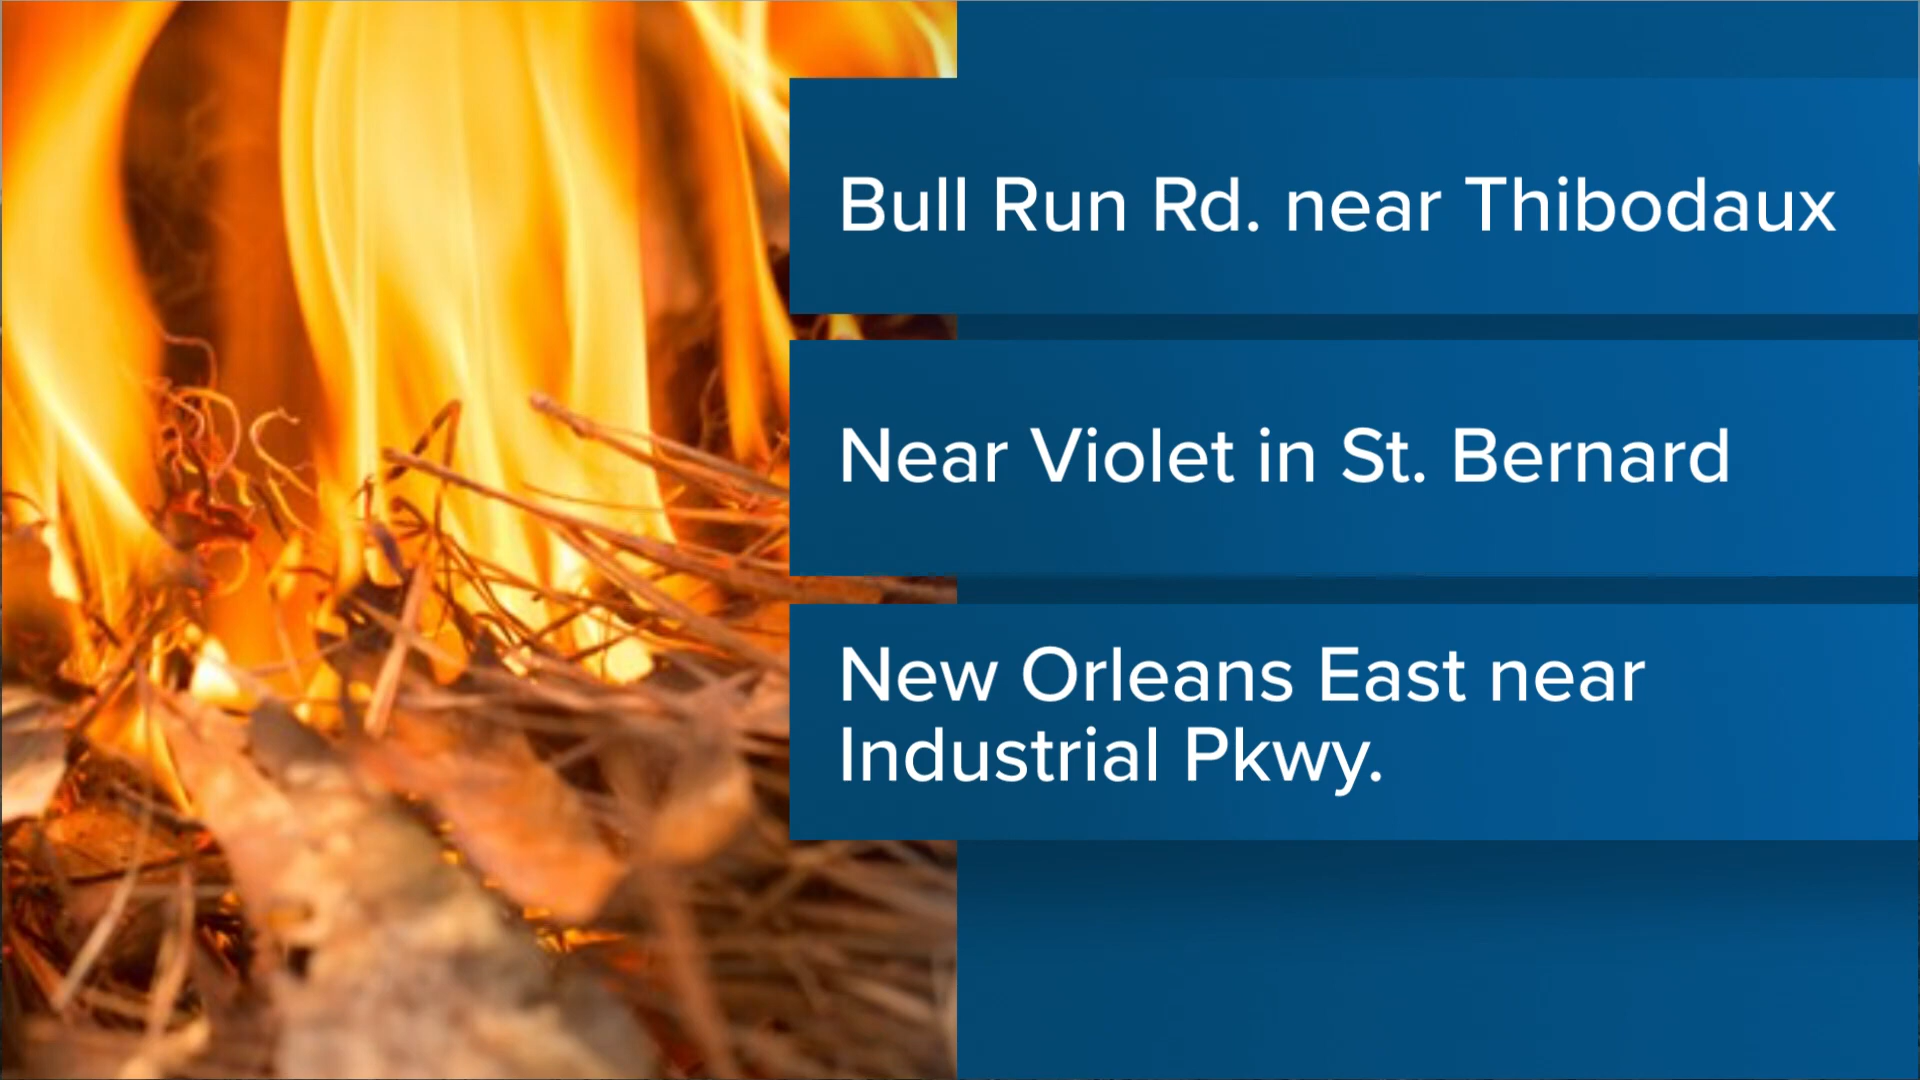 Bull Run Rd. near Thibodaux
Near Violet in St. Bernard
New Orleans East near
Industrial Pkwy.